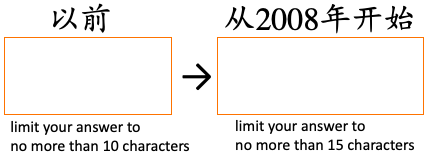 以前
从2008年开始
→
limit your answer to
no more than 10 characters
limit your answer to
no more than 15 characters